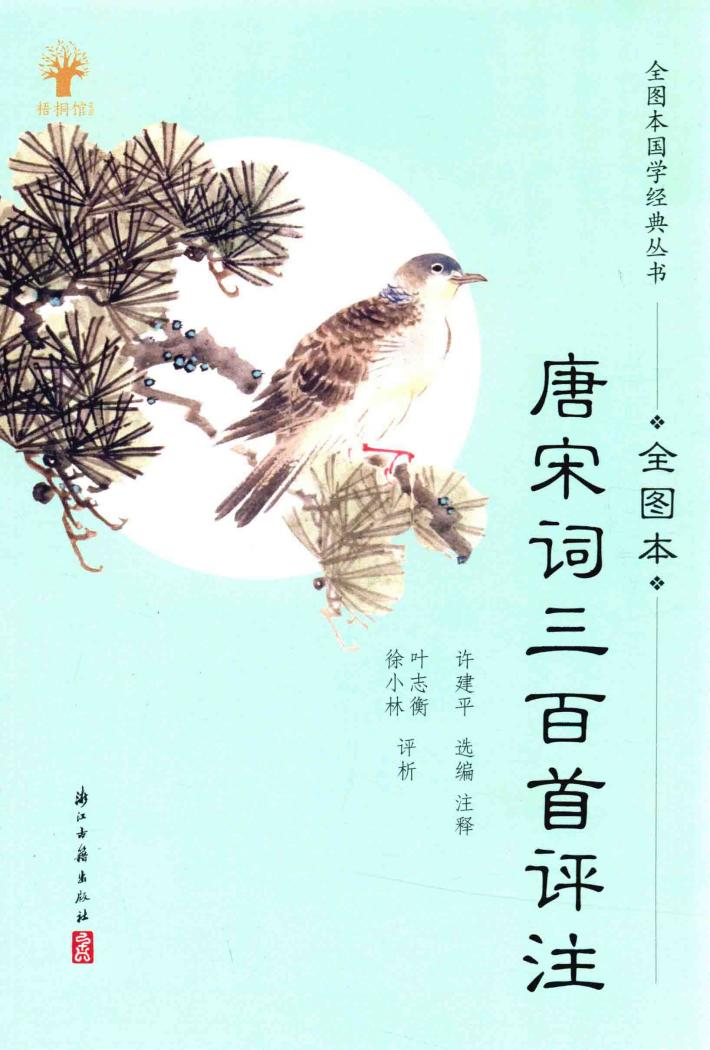 梧桐馆
全图本国学经典丛书
全图本
唐宋词三百首评注
许建平 选编 注释
叶志衡
徐小林 评析
浙江古籍出版社